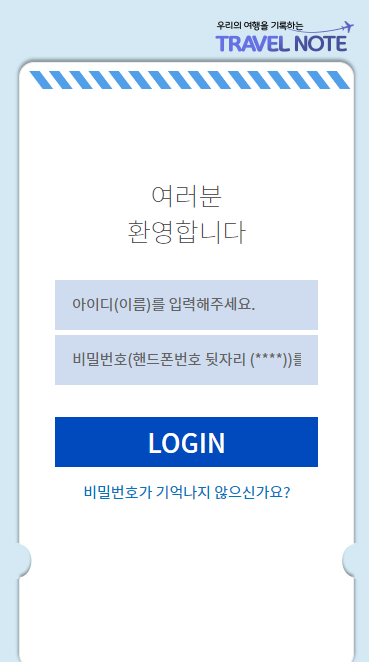 우리의 여행을 기록하는
TRAVEL NOTE
여러분
환영합니다
아이디(이름)를 입력해주세요.
비밀번호(핸드폰번호 뒷자리 (****))를
LOGIN
비밀번호가 기억나지 않으신가요?